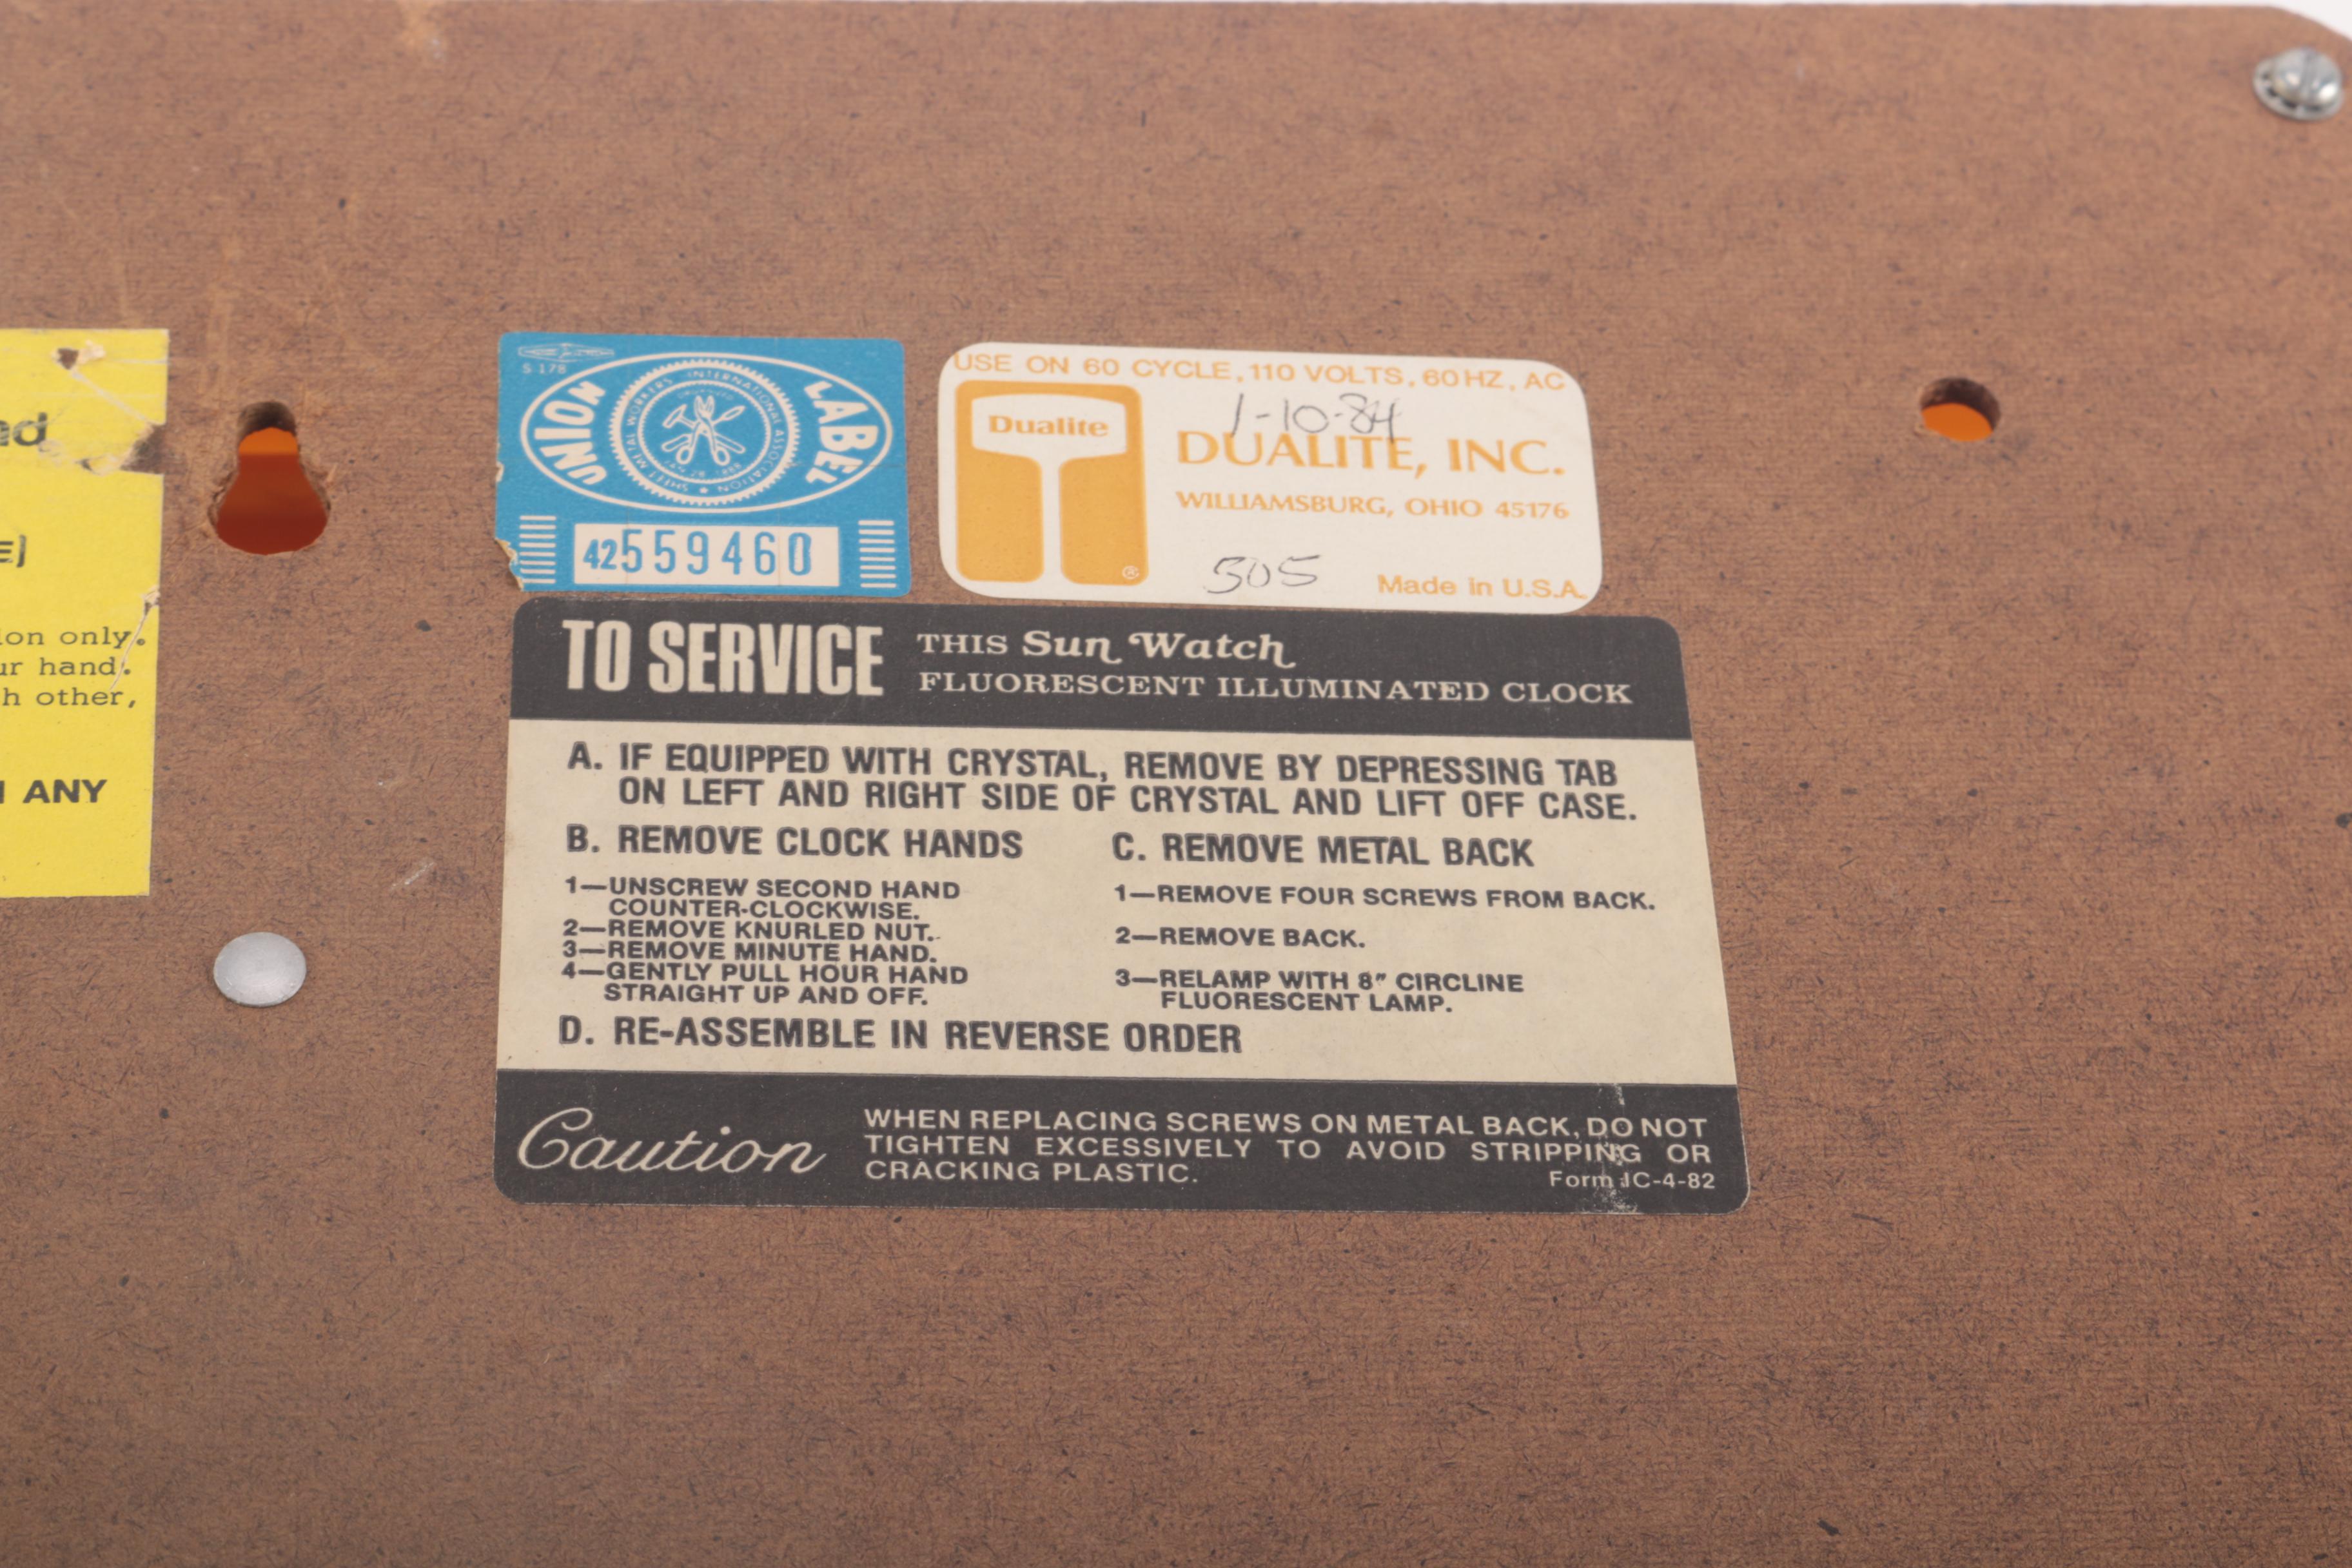 ad
E)
ion only.
ur hand.
h other,
ANY
S 178
UNION LABEL
SHEET METAL WORKERS INTERNATIONAL ASSOCIATION
42559460
USE ON 60 CYCLE, 110 VOLTS, 60HZ, AC
Dualite
1-10-84
DUALITE, INC.
WILLIAMSBURG, OHIO 45176
505
®
Made in U.S.A.
TO SERVICE THIS Sun Watch
FLUORESCENT ILLUMINATED CLOCK
A. IF EQUIPPED WITH CRYSTAL, REMOVE BY DEPRESSING TAB
ON LEFT AND RIGHT SIDE OF CRYSTAL AND LIFT OFF CASE.
B. REMOVE CLOCK HANDS
1—UNSCREW SECOND HAND
COUNTER-CLOCKWISE.
2—REMOVE KNURLED NUT.
3—REMOVE MINUTE HAND.
4—GENTLY PULL HOUR HAND
STRAIGHT UP AND OFF.
C. REMOVE METAL BACK
1—REMOVE FOUR SCREWS FROM BACK.
2—REMOVE BACK.
3—RELAMP WITH 8" CIRCLINE
FLUORESCENT LAMP.
D. RE-ASSEMBLE IN REVERSE ORDER
Caution
WHEN REPLACING SCREWS ON METAL BACK, DO NOT
TIGHTEN EXCESSIVELY TO AVOID STRIPPING OR
CRACKING PLASTIC.
Form IC-4-82